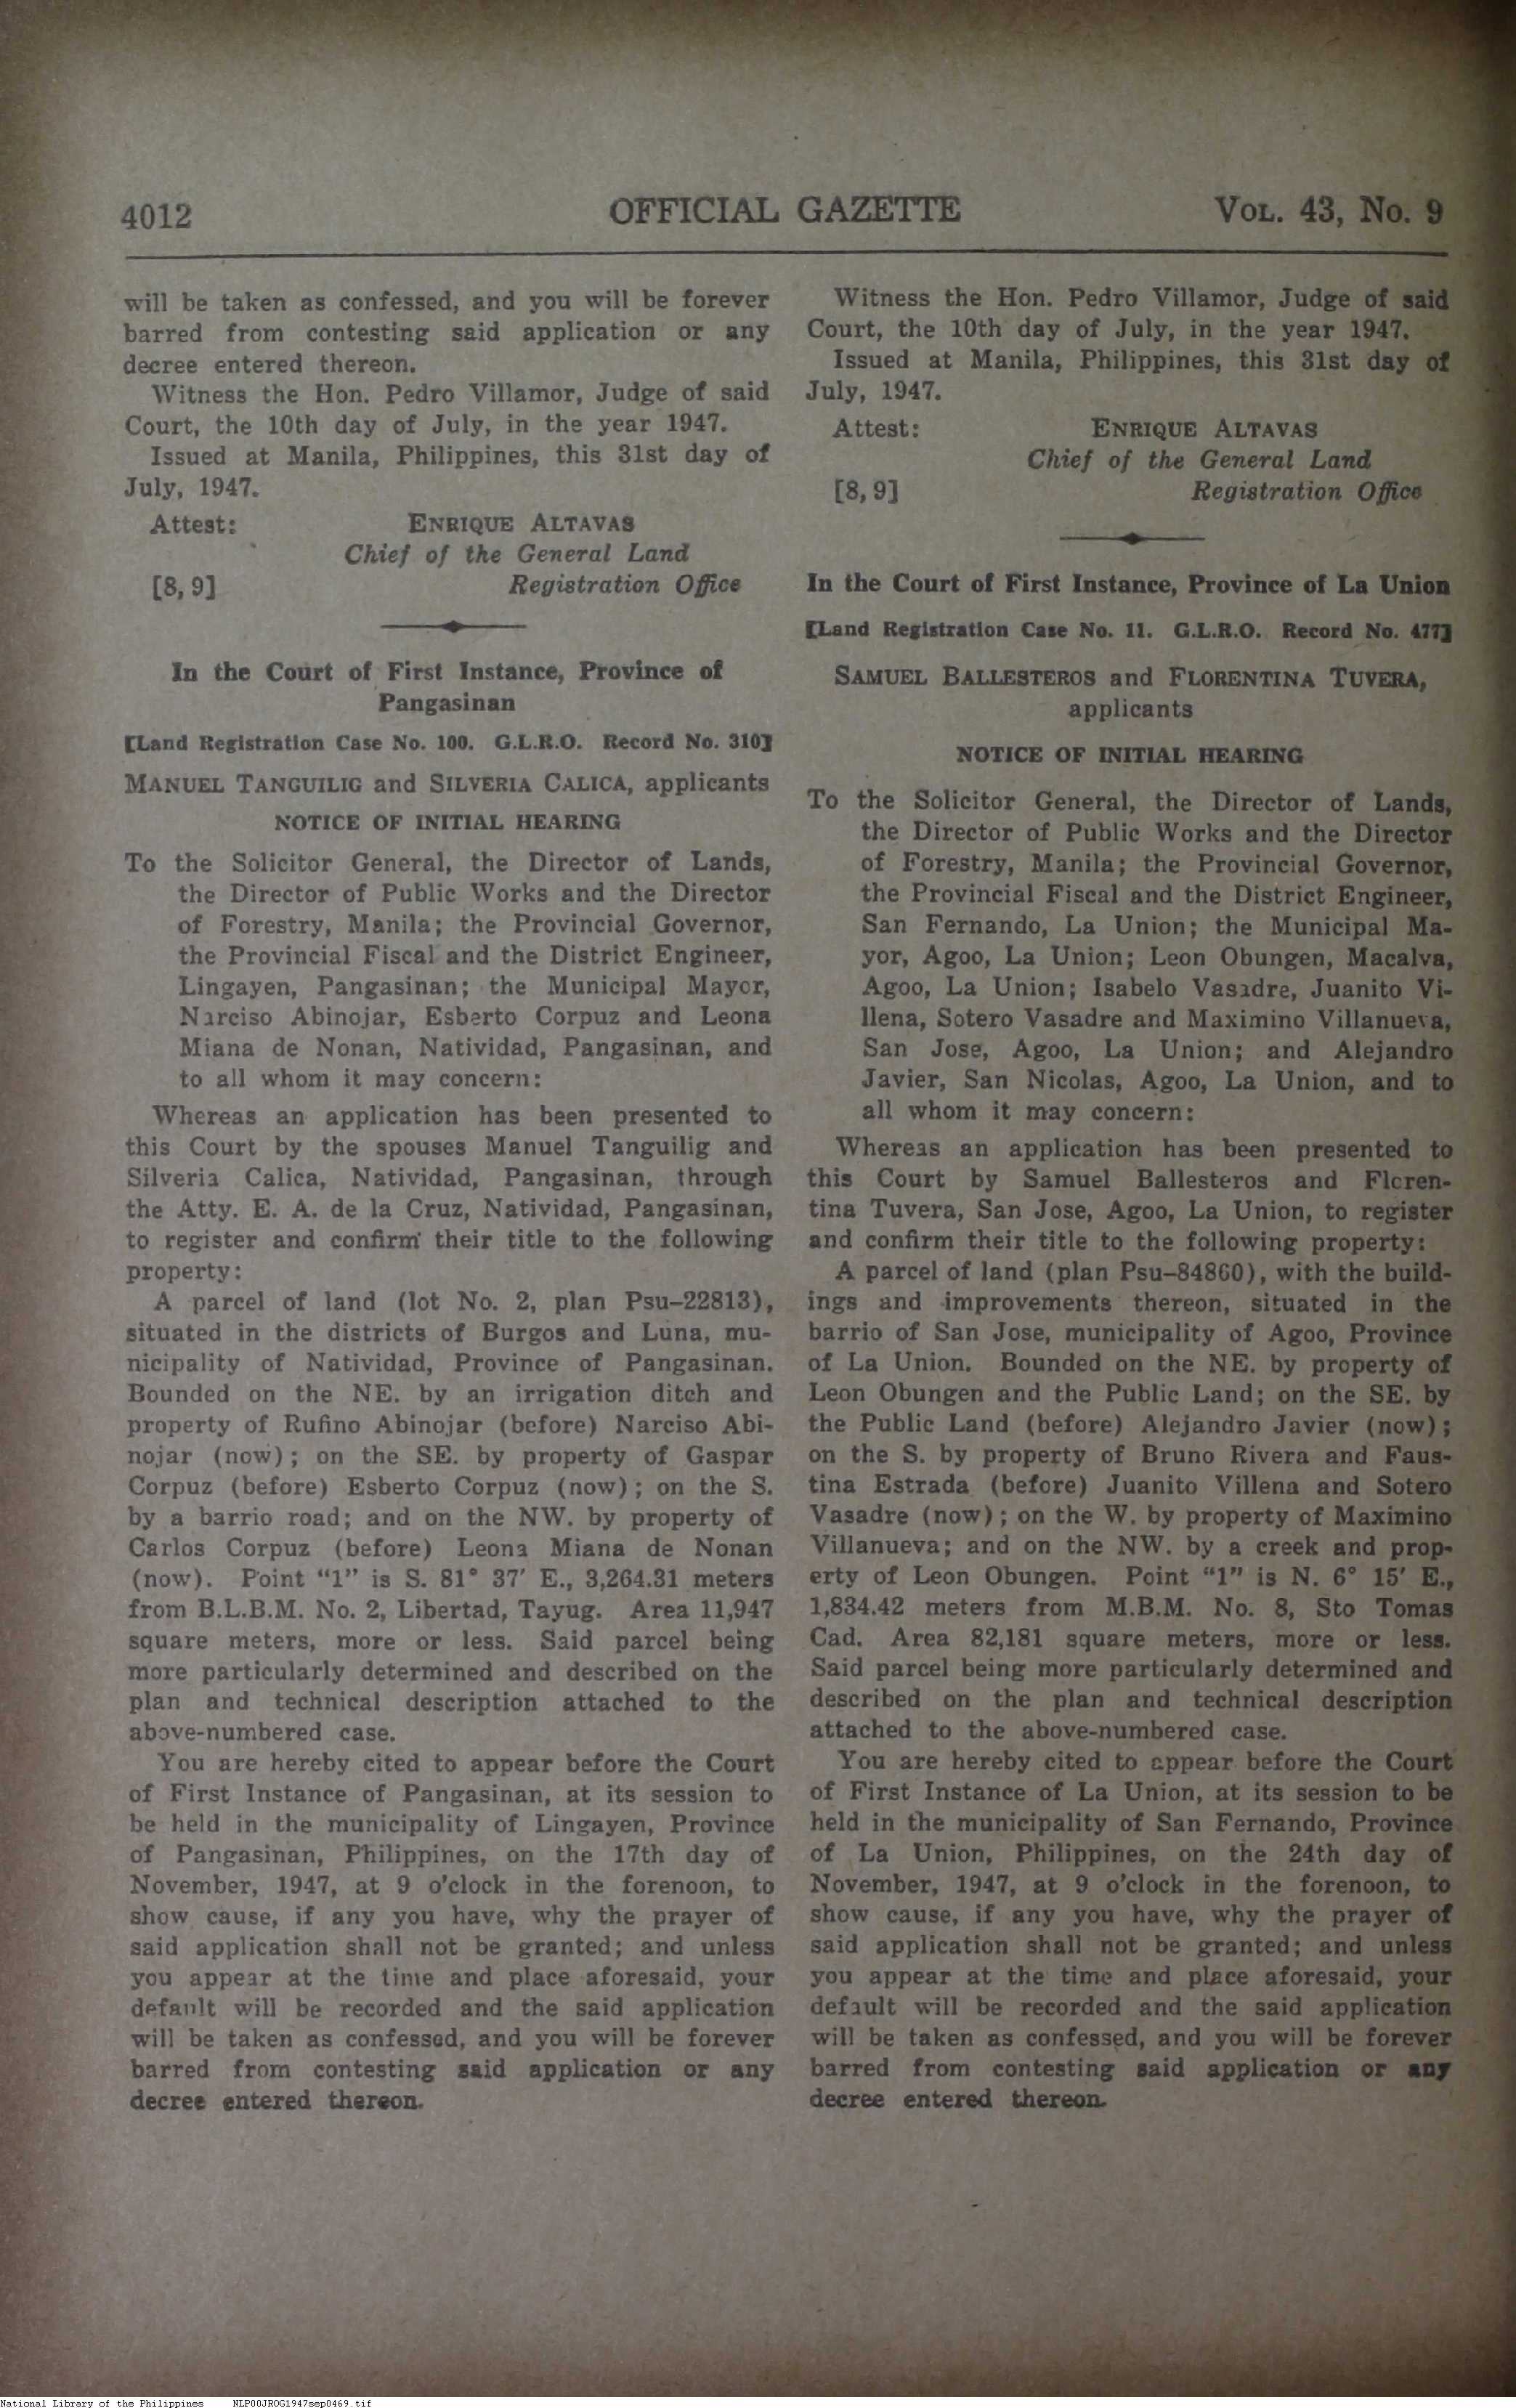 4012 OFFICIAL GAZETTE VOL. 43, No. 9
will be taken as confessed, and you will be forever
barred from contesting said application or any
decree entered thereon.
Witness the Hon. Pedro Villamor, Judge of said
Court, the 10th day of July, in the year 1947.
Issued at Manila, Philippines, this 31st day of
July, 1947.
Attest: ENRIQUE ALTAVAS
Chief of the General Land
[8, 9] Registration Office
In the Court of First Instance, Province of
Pangasinan
[Land Registration Case No. 100. G.L.R.O. Record No. 310]
MANUEL TANGUILIG and SILVERIA CALICA, applicants
NOTICE OF INITIAL HEARING
To the Solicitor General, the Director of Lands,
the Director of Public Works and the Director
of Forestry, Manila; the Provincial Governor,
the Provincial Fiscal and the District Engineer,
Lingayen, Pangasinan; the Municipal Mayor,
Narciso Abinojar, Esberto Corpuz and Leona
Miana de Nonan, Natividad, Pangasinan, and
to all whom it may concern:
Whereas an application has been presented to
this Court by the spouses Manuel Tanguilig and
Silveria Calica, Natividad, Pangasinan, through
the Atty. E. A. de la Cruz, Natividad, Pangasinan,
to register and confirm their title to the following
property:
A parcel of land (lot No. 2, plan Psu–22813),
situated in the districts of Burgos and Luna, mu-
nicipality of Natividad, Province of Pangasinan.
Bounded on the NE. by an irrigation ditch and
property of Rufino Abinojar (before) Narciso Abi-
nojar (now); on the SE. by property of Gaspar
Corpuz (before) Esberto Corpuz (now); on the S.
by a barrio road; and on the NW. by property of
Carlos Corpuz (before) Leona Miana de Nonan
(now). Point “1” is S. 81° 37′ E., 3,264.31 meters
from B.L.B.M. No. 2, Libertad, Tayug. Area 11,947
square meters, more or less. Said parcel being
more particularly determined and described on the
plan and technical description attached to the
above-numbered case.
You are hereby cited to appear before the Court
of First Instance of Pangasinan, at its session to
be held in the municipality of Lingayen, Province
of Pangasinan, Philippines, on the 17th day of
November, 1947, at 9 o’clock in the forenoon, to
show cause, if any you have, why the prayer of
said application shall not be granted; and unless
you appear at the time and place aforesaid, your
default will be recorded and the said application
will be taken as confessed, and you will be forever
barred from contesting said application or any
decree entered thereon.
Witness the Hon. Pedro Villamor, Judge of said
Court, the 10th day of July, in the year 1947.
Issued at Manila, Philippines, this 31st day of
July, 1947.
Attest: ENRIQUE ALTAVAS
Chief of the General Land
[8, 9] Registration Office
In the Court of First Instance, Province of La Union
[Land Registration Case No. 11. G.L.R.O. Record No. 477]
SAMUEL BALLESTEROS and FLORENTINA TUVERA,
applicants
NOTICE OF INITIAL HEARING
To the Solicitor General, the Director of Lands,
the Director of Public Works and the Director
of Forestry, Manila; the Provincial Governor,
the Provincial Fiscal and the District Engineer,
San Fernando, La Union; the Municipal Ma-
yor, Agoo, La Union; Leon Obungen, Macalva,
Agoo, La Union; Isabelo Vasadre, Juanito Vi-
llena, Sotero Vasadre and Maximino Villanueva,
San Jose, Agoo, La Union; and Alejandro
Javier, San Nicolas, Agoo, La Union, and to
all whom it may concern:
Whereas an application has been presented to
this Court by Samuel Ballesteros and Floren-
tina Tuvera, San Jose, Agoo, La Union, to register
and confirm their title to the following property:
A parcel of land (plan Psu–84860), with the build-
ings and improvements thereon, situated in the
barrio of San Jose, municipality of Agoo, Province
of La Union. Bounded on the NE. by property of
Leon Obungen and the Public Land; on the SE. by
the Public Land (before) Alejandro Javier (now);
on the S. by property of Bruno Rivera and Faus-
tina Estrada (before) Juanito Villena and Sotero
Vasadre (now); on the W. by property of Maximino
Villanueva; and on the NW. by a creek and prop-
erty of Leon Obungen. Point “1” is N. 6° 15′ E.,
1,834.42 meters from M.B.M. No. 8, Sto Tomas
Cad. Area 82,181 square meters, more or less.
Said parcel being more particularly determined and
described on the plan and technical description
attached to the above-numbered case.
You are hereby cited to appear before the Court
of First Instance of La Union, at its session to be
held in the municipality of San Fernando, Province
of La Union, Philippines, on the 24th day of
November, 1947, at 9 o’clock in the forenoon, to
show cause, if any you have, why the prayer of
said application shall not be granted; and unless
you appear at the time and place aforesaid, your
default will be recorded and the said application
will be taken as confessed, and you will be forever
barred from contesting said application or any
decree entered thereon.
National Library of the Philippines NLP00JROG1947sep0469.tif